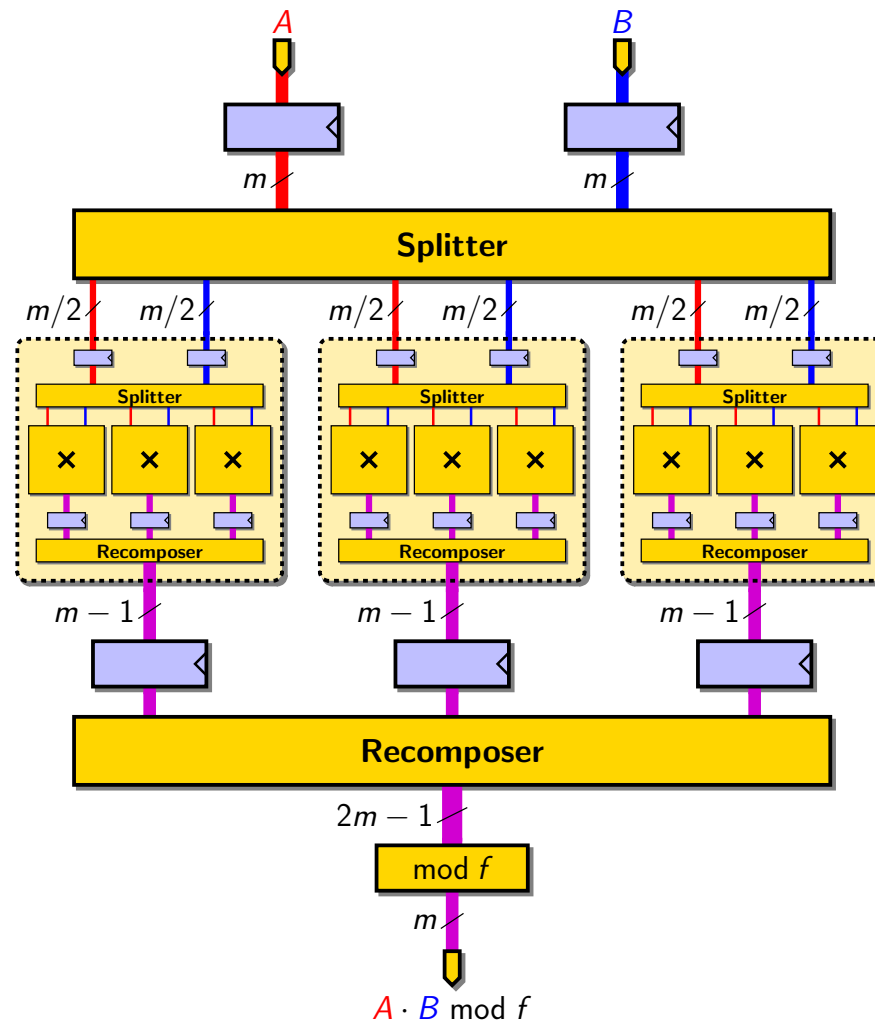 A B
m m
Splitter
m/2 m/2 m/2 m/2 m/2 m/2
Splitter Splitter Splitter
× × × × × × × × ×
Recomposer Recomposer Recomposer
m − 1 m − 1 m − 1
Recomposer
2m − 1
mod f
m
A · B mod f